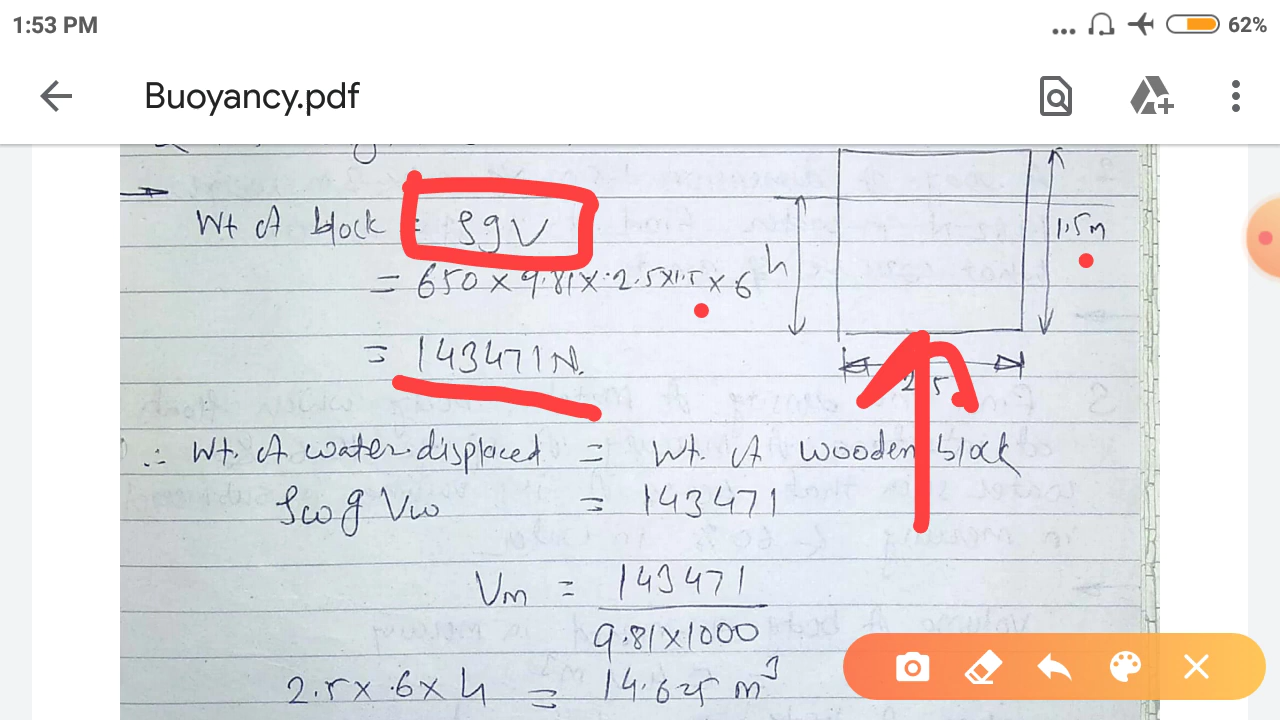 1:53 PM
62%
Buoyancy.pdf
Wt of block = ρgV
= 650 × 9.81 × 2.5×1.5 × 6
= 143471 N.
h
1.5m
2.5
∴ Wt. of water displaced = Wt. of wooden block
ρw g Vw = 143471
Vm = 143471
9.81×1000
2.5 × 6 × h = 14.625 m³